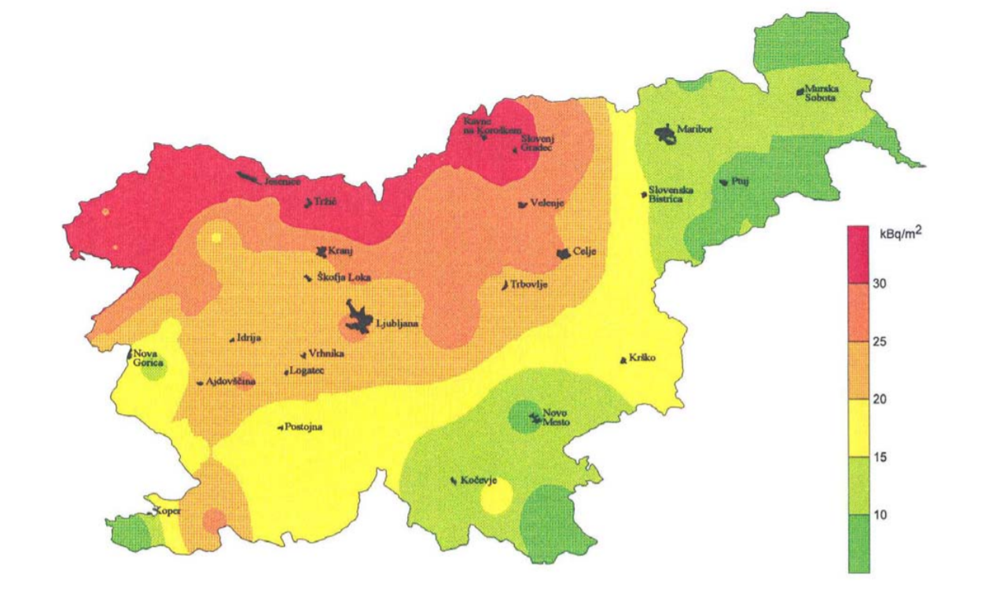 Murska
Sobota
Ravne
na Koroškem
Maribor
Slovenj
Gradec
Jesenice
Ptuj
Slovenska
Bistrica
Tržič
Velenje
kBq/m2
Kranj
Celje
Škofja Loka
Trbovlje
30
Ljubljana
Idrija
25
Nova
Gorica
Vrhnika
Krško
Logatec
Ajdovščina
20
Novo
Mesto
Postojna
15
Kočevje
Koper
10